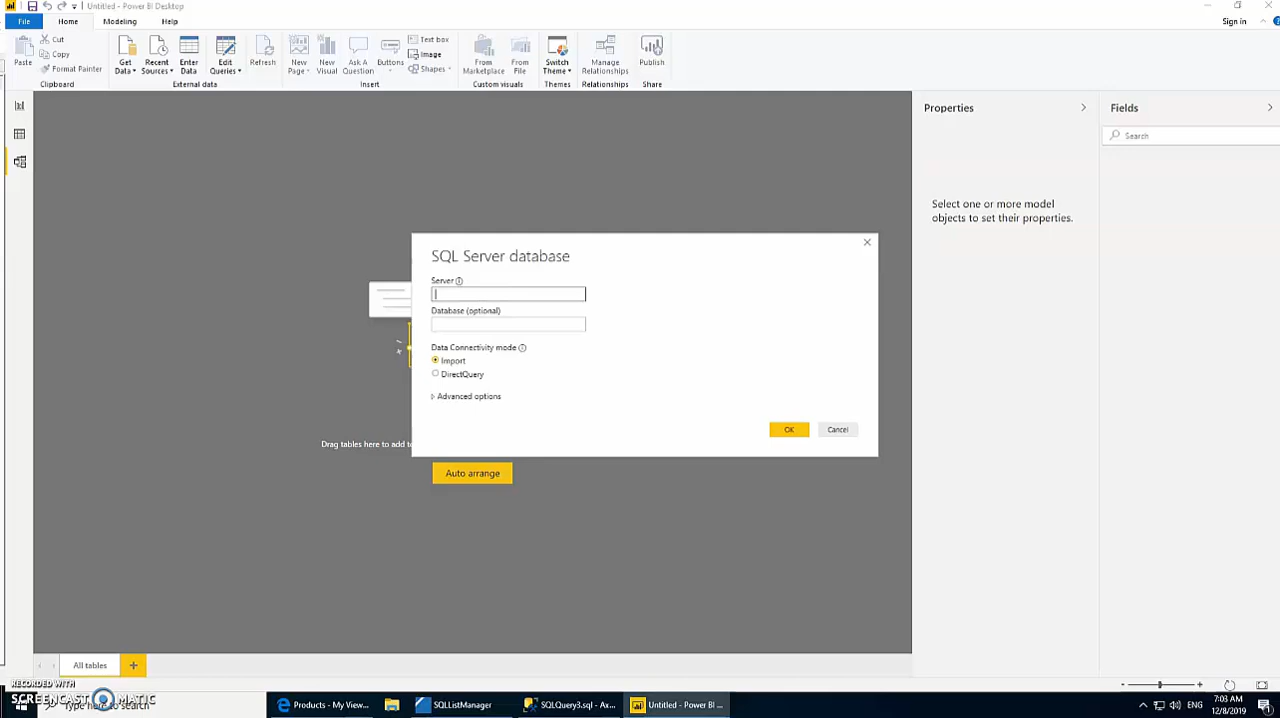 Untitled - Power BI Desktop
File Home Modeling Help Sign in
Paste
Cut
Copy
Format Painter
Clipboard
Get Data
Recent Sources
Enter Data
Edit Queries
Refresh
External data
New Page
New Visual
Ask A Question
Buttons
Text box
Image
Shapes
Insert
From Marketplace
From File
Custom visuals
Switch Theme
Themes
Manage Relationships
Relationships
Publish
Share
Properties
Select one or more model
objects to set their properties.
Fields
Search
SQL Server database
Server
Database (optional)
Data Connectivity mode
Import
DirectQuery
Advanced options
OK Cancel
Drag tables here to add to
Auto arrange
All tables
RECORDED WITH
SCREENCAST MATIC
Type here to search
Products - My View...
SQLListManager
SQLQuery3.sql - Ax...
Untitled - Power BI ...
ENG
7:03 AM
12/8/2019